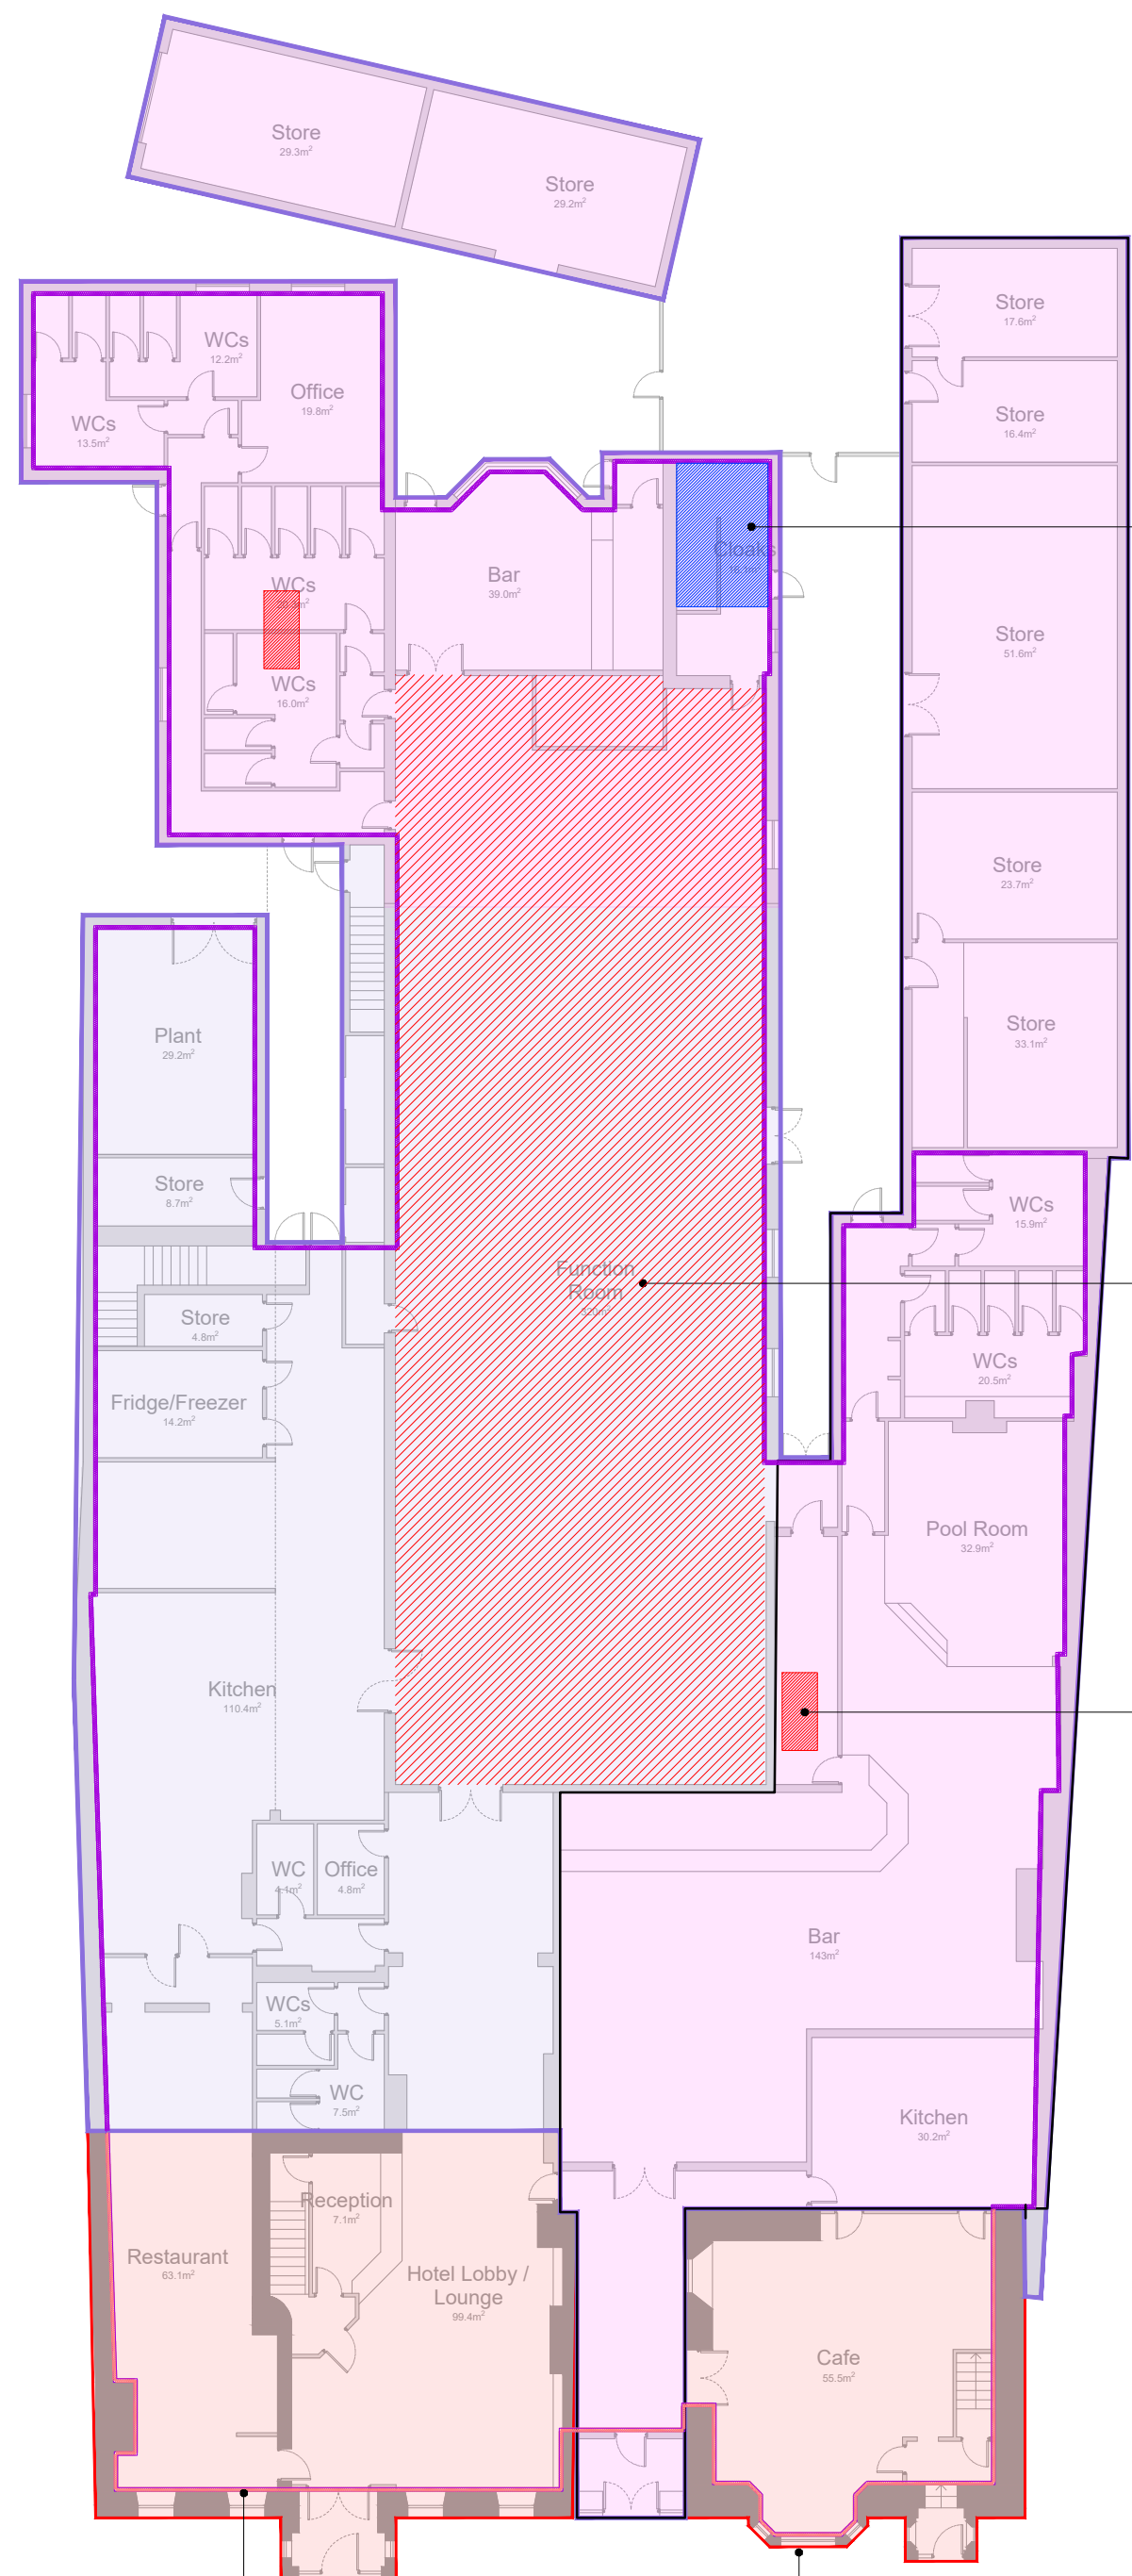 Store
29.3m²
Store
29.2m²
Store
17.6m²
WCs
12.2m²
Office
19.8m²
WCs
13.5m²
Store
16.4m²
Cloaks
16.1m²
Bar
39.0m²
WCs
Store
51.6m²
WCs
16.0m²
Store
23.7m²
Plant
29.2m²
Store
33.1m²
Store
8.7m²
WCs
15.9m²
Function
Room
320m²
Store
4.8m²
WCs
20.5m²
Fridge/Freezer
14.2m²
Pool Room
32.9m²
Kitchen
110.4m²
WC
4.1m²
Office
4.8m²
Bar
143m²
WCs
5.1m²
WC
7.5m²
Kitchen
30.2m²
Reception
7.1m²
Restaurant
63.1m²
Hotel Lobby /
Lounge
99.4m²
Cafe
55.5m²